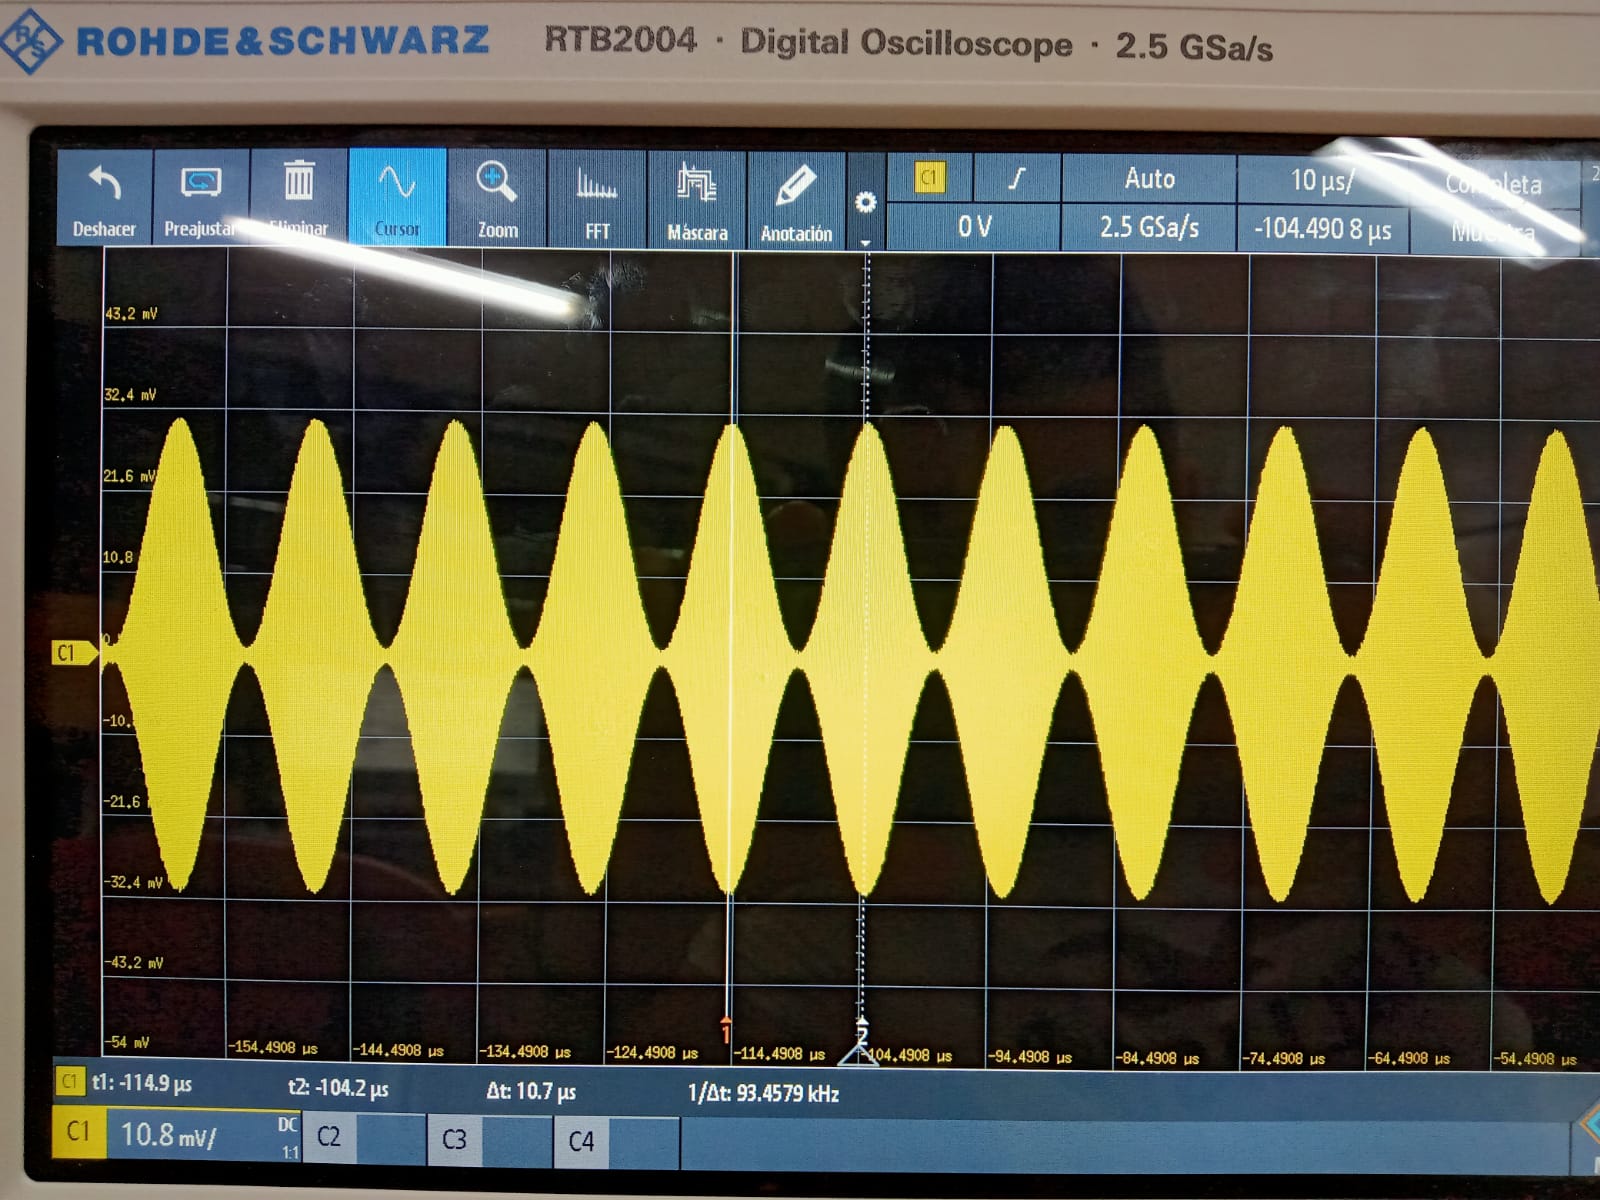 ROHDE&SCHWARZ RTB2004 · Digital Oscilloscope · 2.5 GSa/s
C1 Auto 10 µs/ Completa
Deshacer Preajustar Eliminar Cursor Zoom FFT Máscara Anotación 0 V 2.5 GSa/s -104.490 8 µs Muestra
43.2 mV
32.4 mV
21.6 mV
10.8
C1
-10.
-21.6
-32.4 mV
-43.2 mV
1 2
-54 mV -154.4908 µs -144.4908 µs -134.4908 µs -124.4908 µs -114.4908 µs -104.4908 µs -94.4908 µs -84.4908 µs -74.4908 µs -64.4908 µs -54.4908 µs
C1 t1: -114.9 µs t2: -104.2 µs Δt: 10.7 µs 1/Δt: 93.4579 kHz
C1 10.8 mV/ DC 1:1 C2 C3 C4